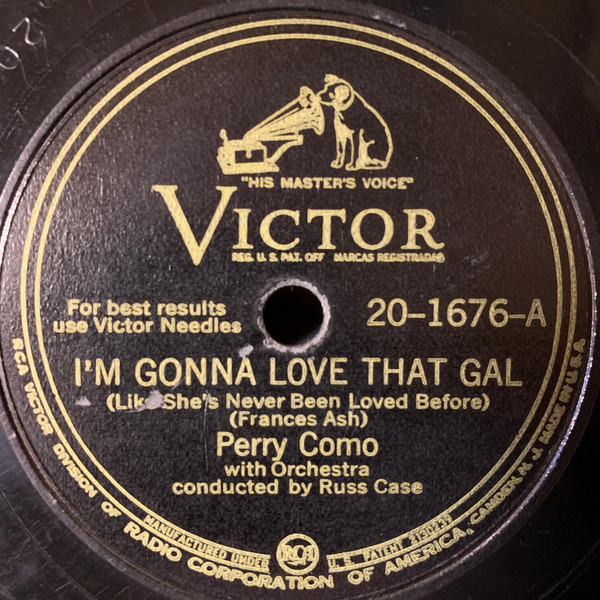 "HIS MASTER'S VOICE"
VICTOR
REG. U. S. PAT. OFF MARCAS REGISTRADAS
For best results
use Victor Needles
20-1676-A
I'M GONNA LOVE THAT GAL
(Like She's Never Been Loved Before)
(Frances Ash)
Perry Como
with Orchestra
conducted by Russ Case
MANUFACTURED UNDER RCA U. S. PATENT
RCA VICTOR DIVISION OF RADIO CORPORATION OF AMERICA, CAMDEN, N. J. MADE IN U.S.A.